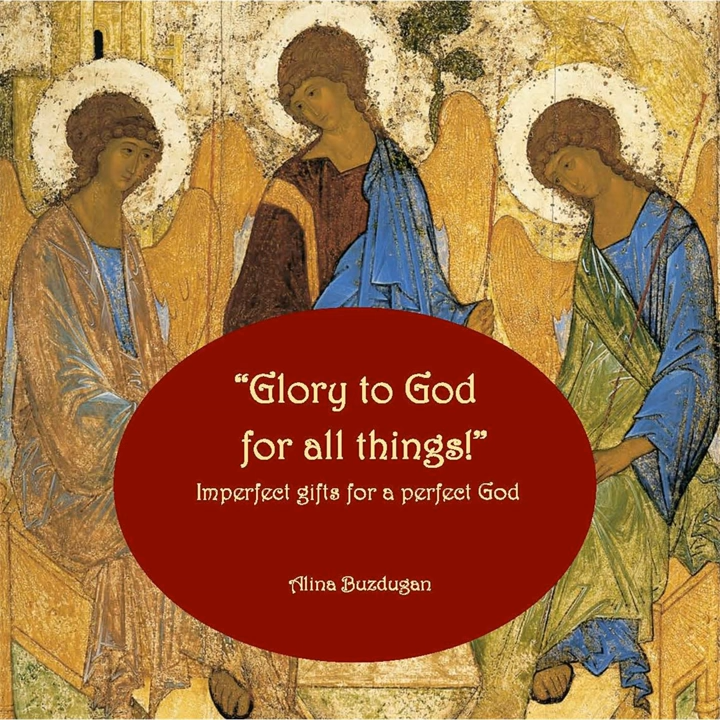 “Glory to God
for all things!”
Imperfect gifts for a perfect God
Alina Buzdugan